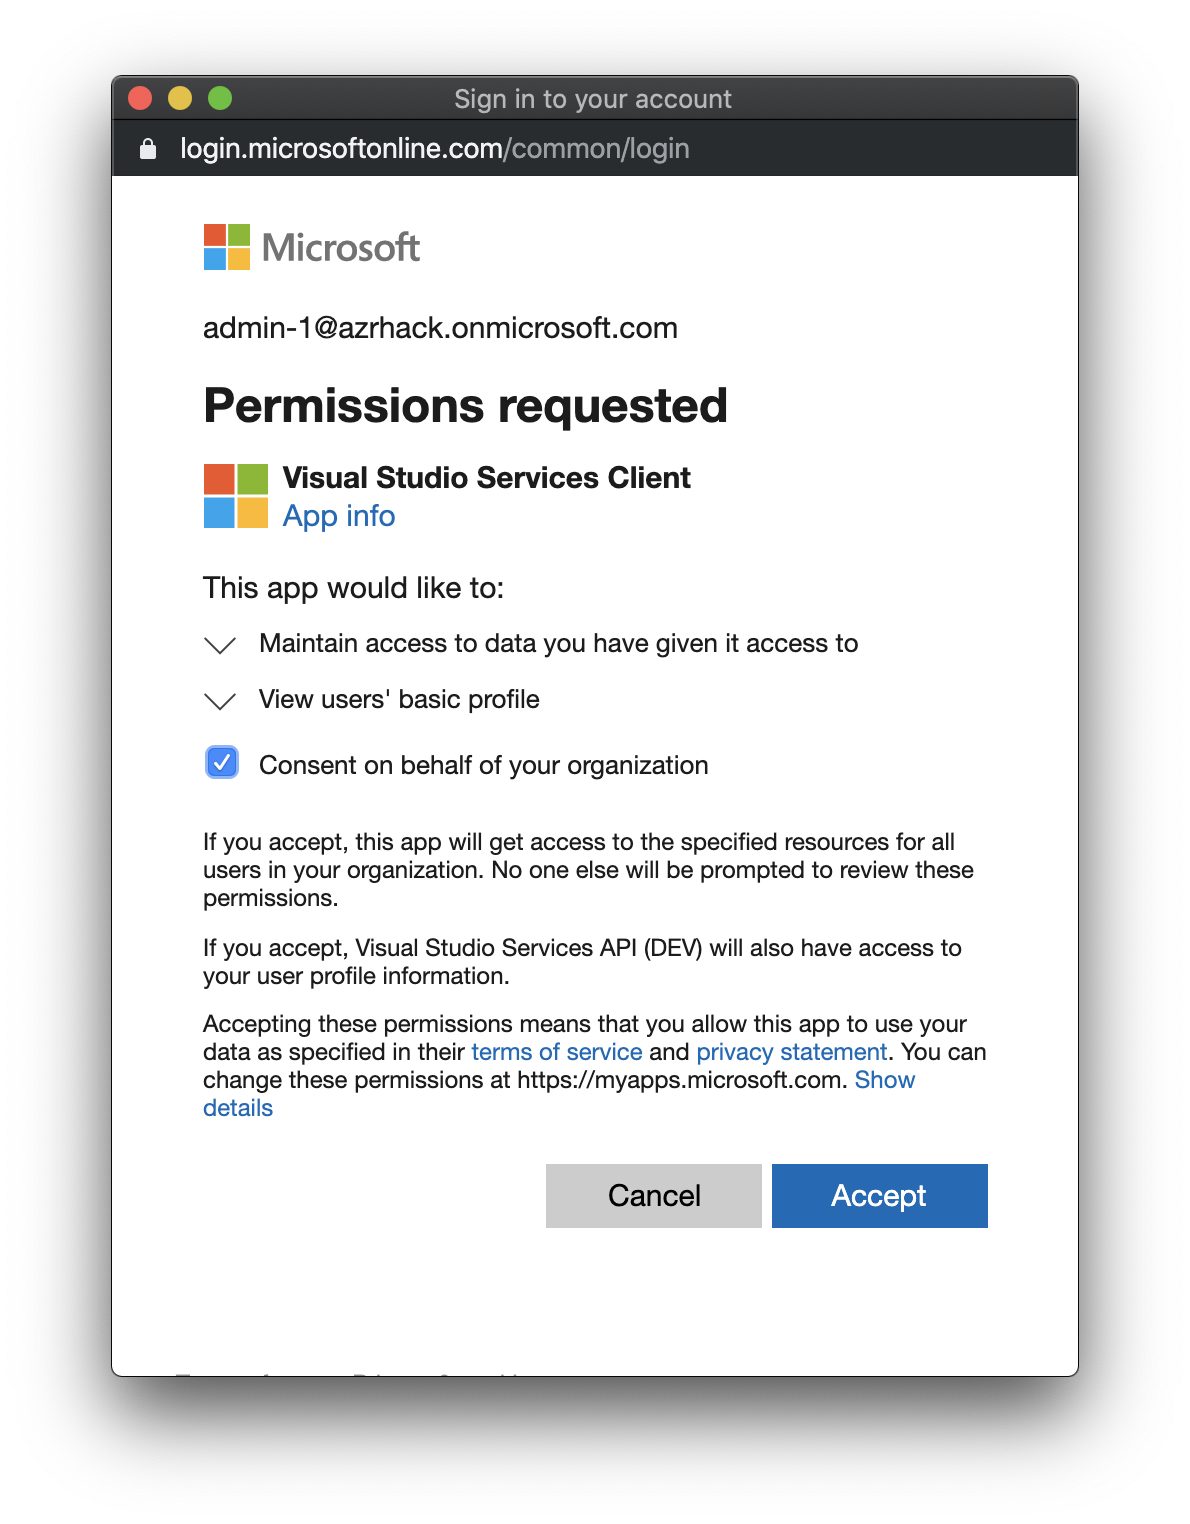 Sign in to your account
login.microsoftonline.com/common/login
Microsoft
admin-1@azrhack.onmicrosoft.com
Permissions requested
Visual Studio Services Client
App info
This app would like to:
Maintain access to data you have given it access to
View users' basic profile
Consent on behalf of your organization
If you accept, this app will get access to the specified resources for all
users in your organization. No one else will be prompted to review these
permissions.
If you accept, Visual Studio Services API (DEV) will also have access to
your user profile information.
Accepting these permissions means that you allow this app to use your
data as specified in their terms of service and privacy statement. You can
change these permissions at https://myapps.microsoft.com. Show
details
Cancel Accept